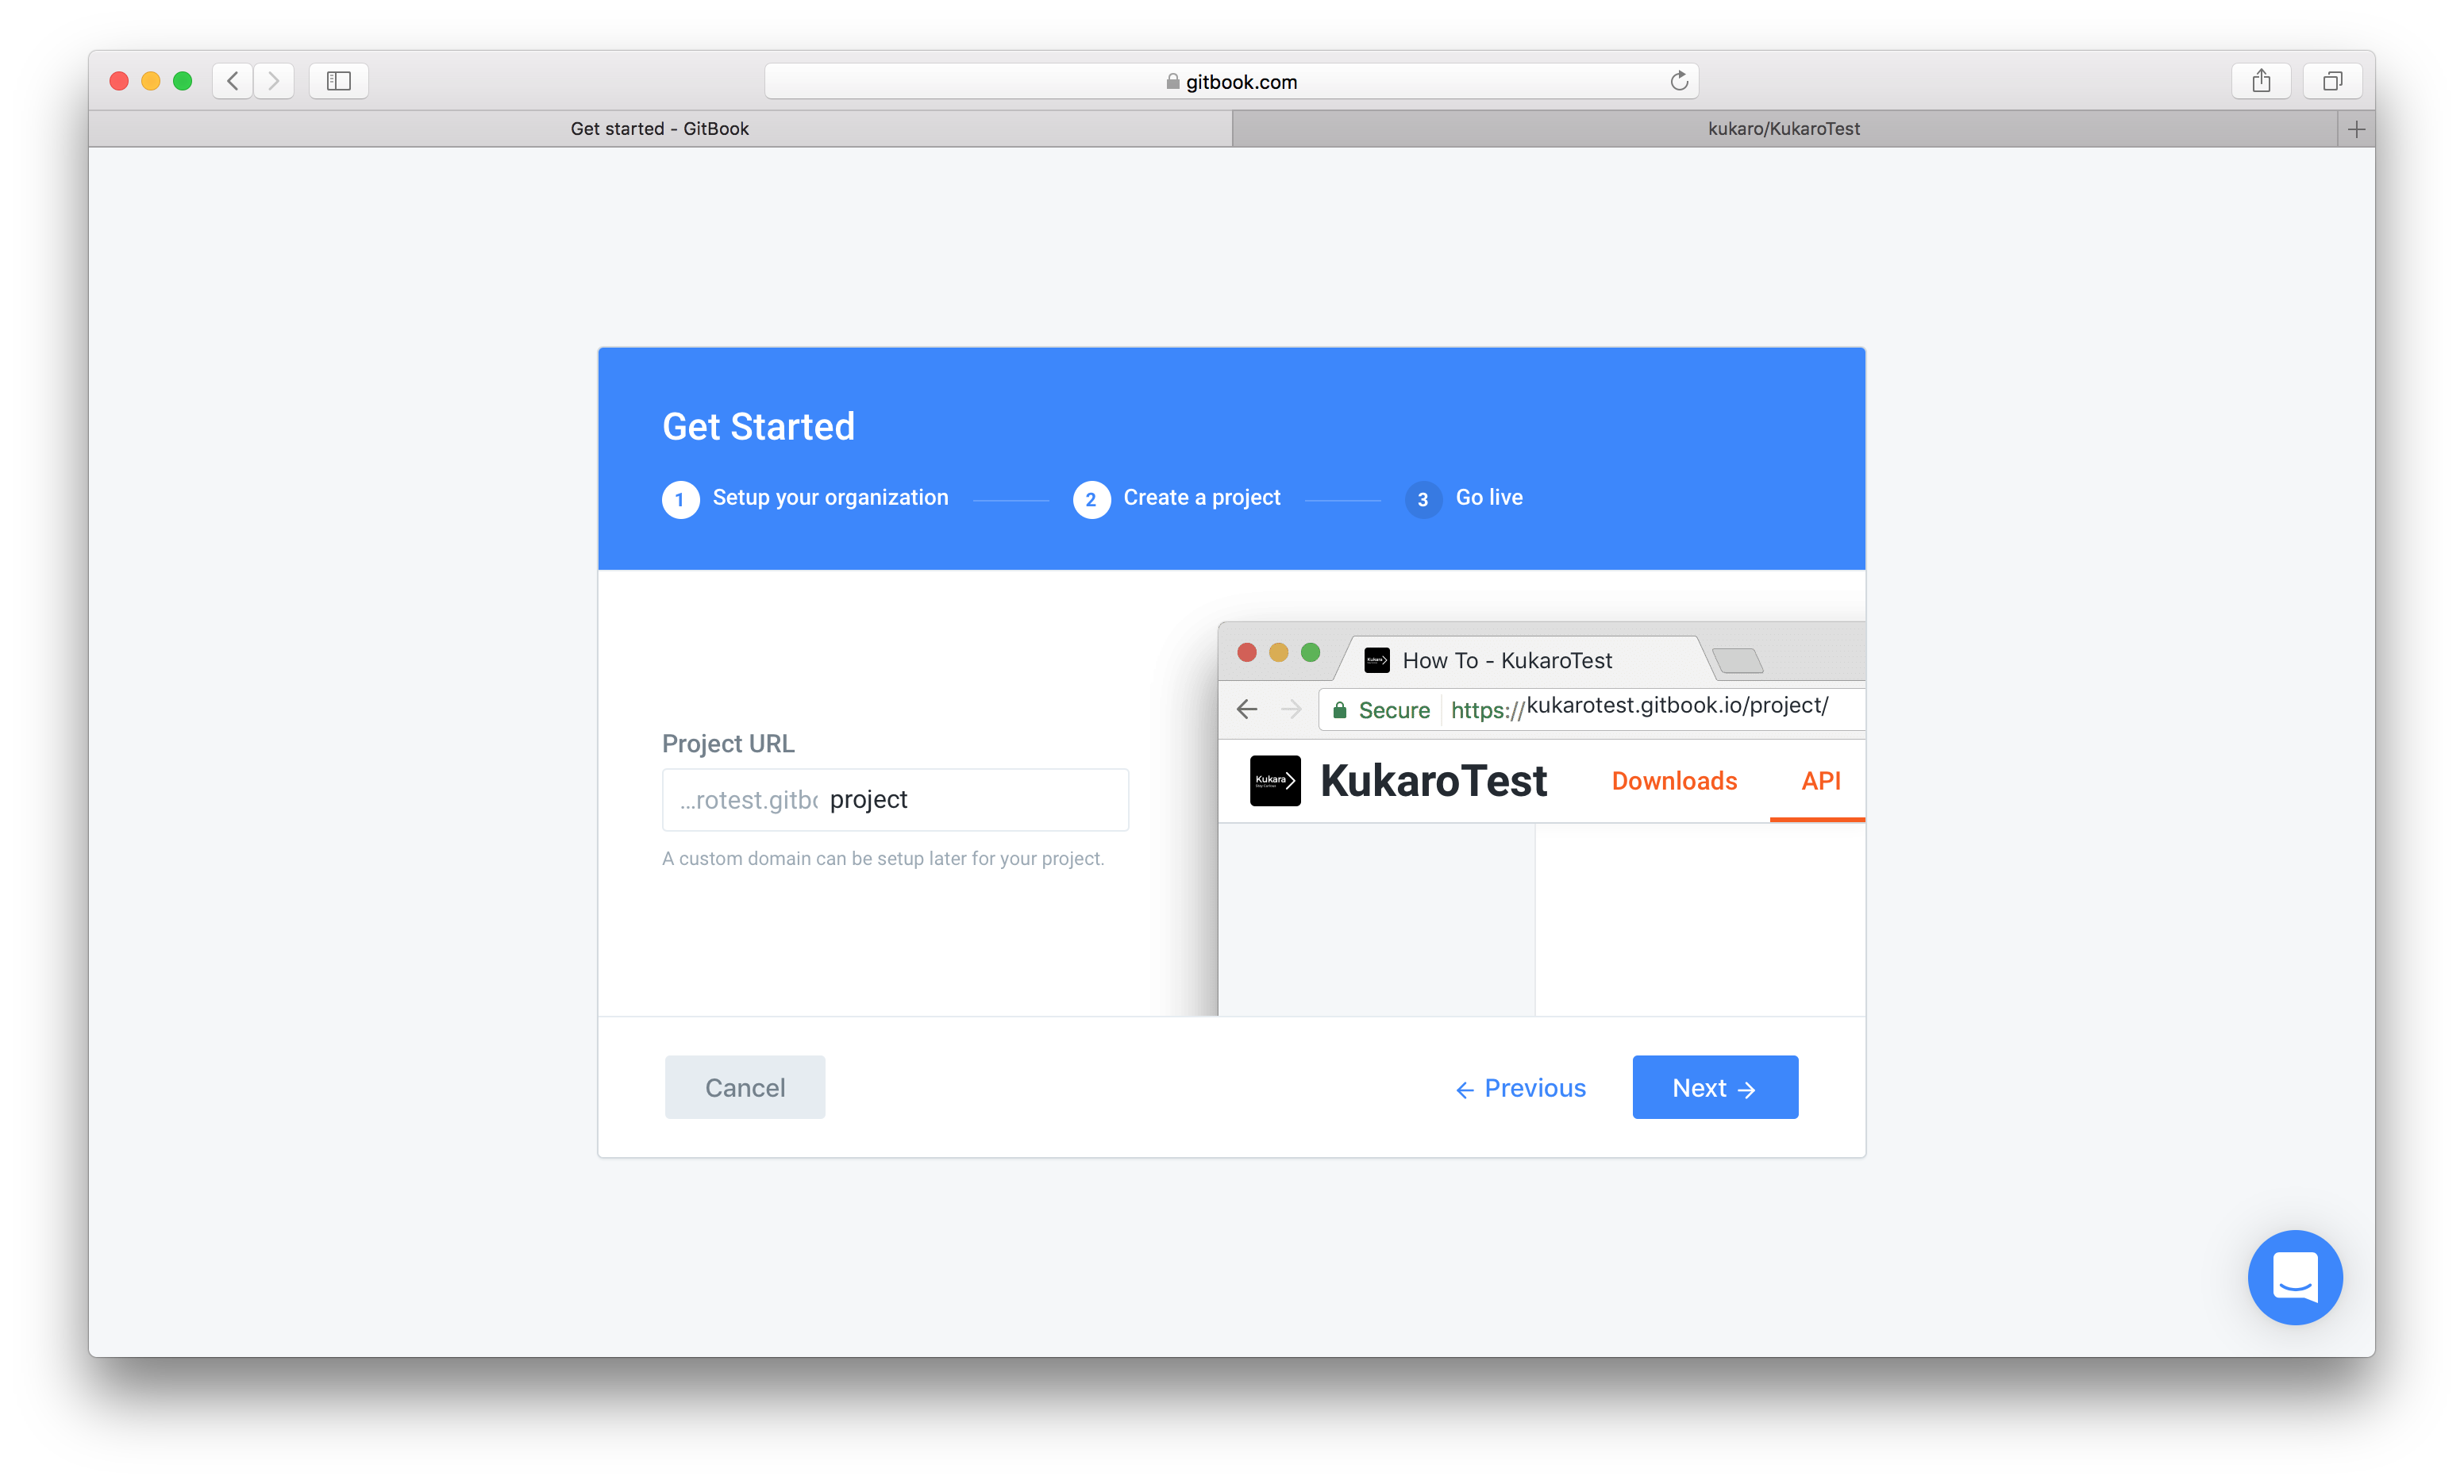 gitbook.com
Get started - GitBook
kukaro/KukaroTest
Get Started
1 Setup your organization
2 Create a project
3 Go live
How To - KukaroTest
Secure https://kukarotest.gitbook.io/project/
Kukara
KukaroTest Downloads API
Project URL
...rotest.gitbo project
A custom domain can be setup later for your project.
Cancel
← Previous
Next →